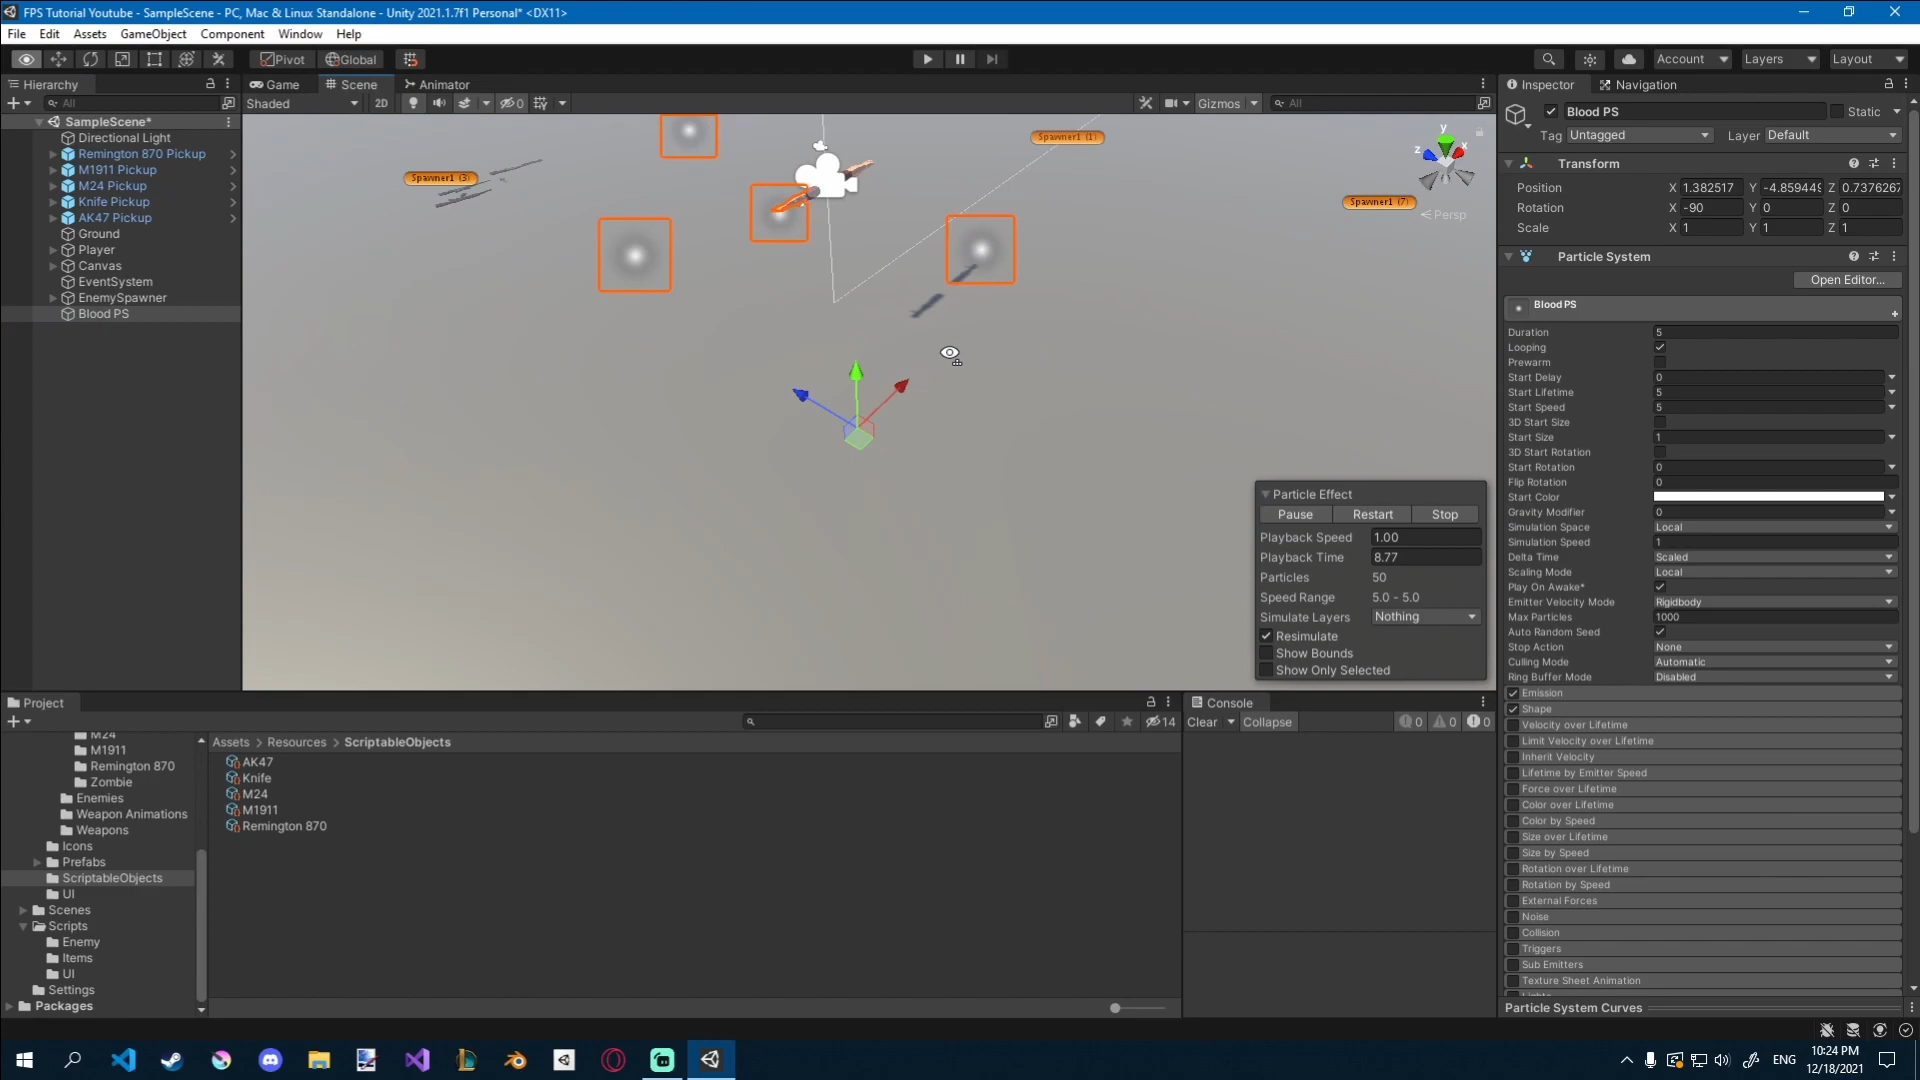 FPS Tutorial Youtube - SampleScene - PC, Mac & Linux Standalone - Unity 2021.1.7f1 Personal* <DX11>
File Edit Assets GameObject Component Window Help
Pivot Global Account Layers Layout
Hierarchy
All
SampleScene*
Directional Light
Remington 870 Pickup
M1911 Pickup
M24 Pickup
Knife Pickup
AK47 Pickup
Ground
Player
Canvas
EventSystem
EnemySpawner
Blood PS
Game Scene Animator
Shaded 2D 0 Gizmos All
Spawner1 (3)
Spawner1 (1)
Spawner1 (7)
y
z x
< Persp
Particle Effect
Pause Restart Stop
Playback Speed 1.00
Playback Time 8.77
Particles 50
Speed Range 5.0 - 5.0
Simulate Layers Nothing
Resimulate
Show Bounds
Show Only Selected
Inspector Navigation
Blood PS Static
Tag Untagged Layer Default
Transform
Position X 1.382517 Y -4.859449 Z 0.7376267
Rotation X -90 Y 0 Z 0
Scale X 1 Y 1 Z 1
Particle System
Open Editor...
Blood PS
Duration 5
Looping
Prewarm
Start Delay 0
Start Lifetime 5
Start Speed 5
3D Start Size
Start Size 1
3D Start Rotation
Start Rotation 0
Flip Rotation 0
Start Color
Gravity Modifier 0
Simulation Space Local
Simulation Speed 1
Delta Time Scaled
Scaling Mode Local
Play On Awake*
Emitter Velocity Mode Rigidbody
Max Particles 1000
Auto Random Seed
Stop Action None
Culling Mode Automatic
Ring Buffer Mode Disabled
Emission
Shape
Velocity over Lifetime
Limit Velocity over Lifetime
Inherit Velocity
Lifetime by Emitter Speed
Force over Lifetime
Color over Lifetime
Color by Speed
Size over Lifetime
Size by Speed
Rotation over Lifetime
Rotation by Speed
External Forces
Noise
Collision
Triggers
Sub Emitters
Texture Sheet Animation
Lights
Particle System Curves
Project
14
M24
M1911
Remington 870
Zombie
Enemies
Weapon Animations
Weapons
Icons
Prefabs
ScriptableObjects
UI
Scenes
Scripts
Enemy
Items
UI
Settings
Packages
Assets > Resources > ScriptableObjects
AK47
Knife
M24
M1911
Remington 870
Console
Clear Collapse 0 0 0
ENG
10:24 PM
12/18/2021